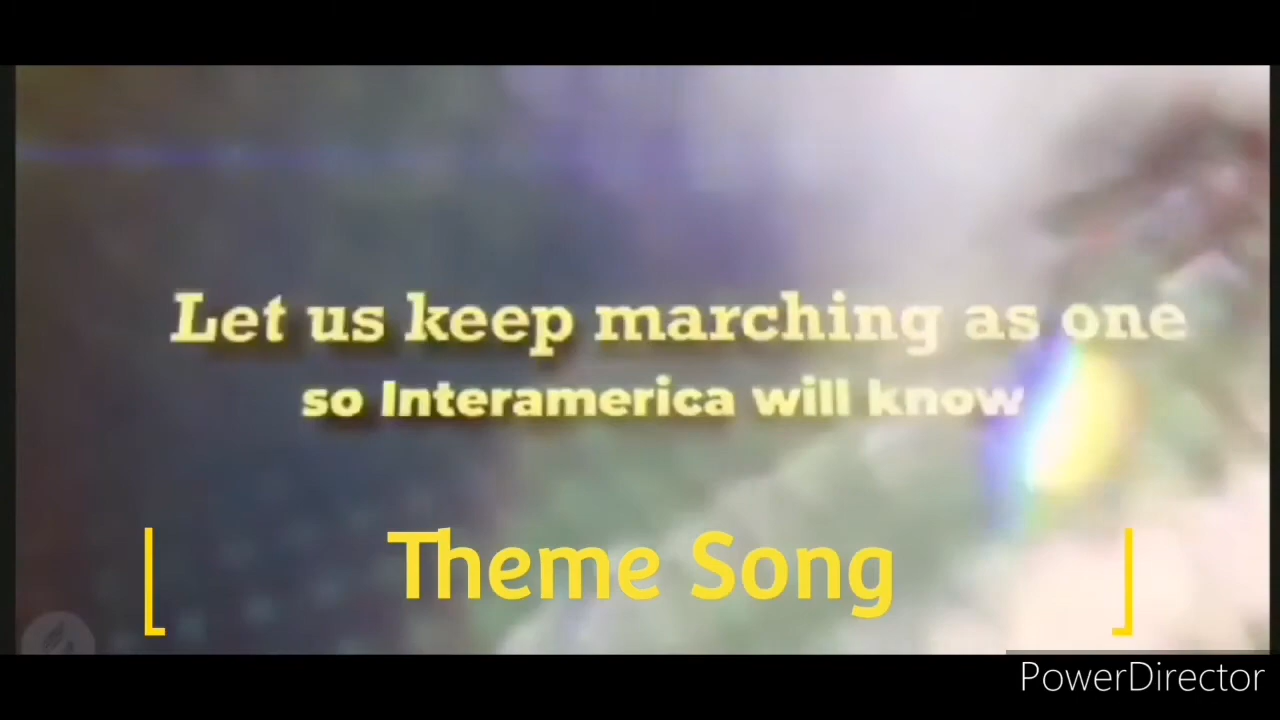 Let us keep marching as one
so Interamerica will know
Theme Song
PowerDirector